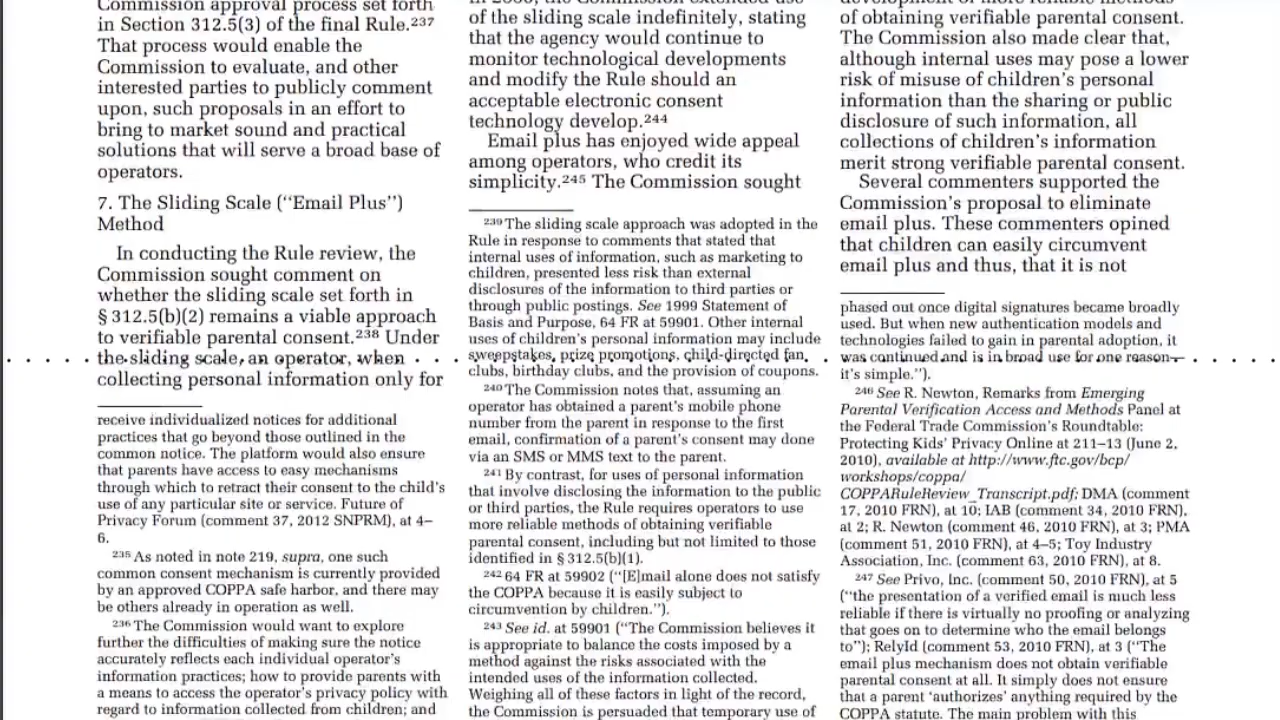 Commission approval process set forth
in Section 312.5(3) of the final Rule.²³⁷
That process would enable the
Commission to evaluate, and other
interested parties to publicly comment
upon, such proposals in an effort to
bring to market sound and practical
solutions that will serve a broad base of
operators.
7. The Sliding Scale (“Email Plus”)
Method
In conducting the Rule review, the
Commission sought comment on
whether the sliding scale set forth in
§ 312.5(b)(2) remains a viable approach
to verifiable parental consent.²³⁸ Under
the sliding scale, an operator, when
collecting personal information only for
receive individualized notices for additional
practices that go beyond those outlined in the
common notice. The platform would also ensure
that parents have access to easy mechanisms
through which to retract their consent to the child’s
use of any particular site or service. Future of
Privacy Forum (comment 37, 2012 SNPRM), at 4–
6.
²³⁵ As noted in note 219, supra, one such
common consent mechanism is currently provided
by an approved COPPA safe harbor, and there may
be others already in operation as well.
²³⁶ The Commission would want to explore
further the difficulties of making sure the notice
accurately reflects each individual operator’s
information practices; how to provide parents with
a means to access the operator’s privacy policy with
regard to information collected from children; and
the Commission extended use
of the sliding scale indefinitely, stating
that the agency would continue to
monitor technological developments
and modify the Rule should an
acceptable electronic consent
technology develop.²⁴⁴
Email plus has enjoyed wide appeal
among operators, who credit its
simplicity.²⁴⁵ The Commission sought
²³⁹ The sliding scale approach was adopted in the
Rule in response to comments that stated that
internal uses of information, such as marketing to
children, presented less risk than external
disclosures of the information to third parties or
through public postings. See 1999 Statement of
Basis and Purpose, 64 FR at 59901. Other internal
uses of children’s personal information may include
sweepstakes, prize promotions, child-directed fan
clubs, birthday clubs, and the provision of coupons.
²⁴⁰ The Commission notes that, assuming an
operator has obtained a parent’s mobile phone
number from the parent in response to the first
email, confirmation of a parent’s consent may done
via an SMS or MMS text to the parent.
²⁴¹ By contrast, for uses of personal information
that involve disclosing the information to the public
or third parties, the Rule requires operators to use
more reliable methods of obtaining verifiable
parental consent, including but not limited to those
identified in § 312.5(b)(1).
²⁴² 64 FR at 59902 (“[E]mail alone does not satisfy
the COPPA because it is easily subject to
circumvention by children.”).
²⁴³ See id. at 59901 (“The Commission believes it
is appropriate to balance the costs imposed by a
method against the risks associated with the
intended uses of the information collected.
Weighing all of these factors in light of the record,
the Commission is persuaded that temporary use of
development of more reliable methods
of obtaining verifiable parental consent.
The Commission also made clear that,
although internal uses may pose a lower
risk of misuse of children’s personal
information than the sharing or public
disclosure of such information, all
collections of children’s information
merit strong verifiable parental consent.
Several commenters supported the
Commission’s proposal to eliminate
email plus. These commenters opined
that children can easily circumvent
email plus and thus, that it is not
phased out once digital signatures became broadly
used. But when new authentication models and
technologies failed to gain in parental adoption, it
was continued and is in broad use for one reason—
it’s simple.”).
²⁴⁶ See R. Newton, Remarks from Emerging
Parental Verification Access and Methods Panel at
the Federal Trade Commission’s Roundtable:
Protecting Kids’ Privacy Online at 211–13 (June 2,
2010), available at http://www.ftc.gov/bcp/
workshops/coppa/
COPPARuleReview_Transcript.pdf; DMA (comment
17, 2010 FRN), at 10; IAB (comment 34, 2010 FRN),
at 2; R. Newton (comment 46, 2010 FRN), at 3; PMA
(comment 51, 2010 FRN), at 4–5; Toy Industry
Association, Inc. (comment 63, 2010 FRN), at 8.
²⁴⁷ See Privo, Inc. (comment 50, 2010 FRN), at 5
(“the presentation of a verified email is much less
reliable if there is virtually no proofing or analyzing
that goes on to determine who the email belongs
to”); RelyId (comment 53, 2010 FRN), at 3 (“The
email plus mechanism does not obtain verifiable
parental consent at all. It simply does not ensure
that a parent ‘authorizes’ anything required by the
COPPA statute. The main problem with this